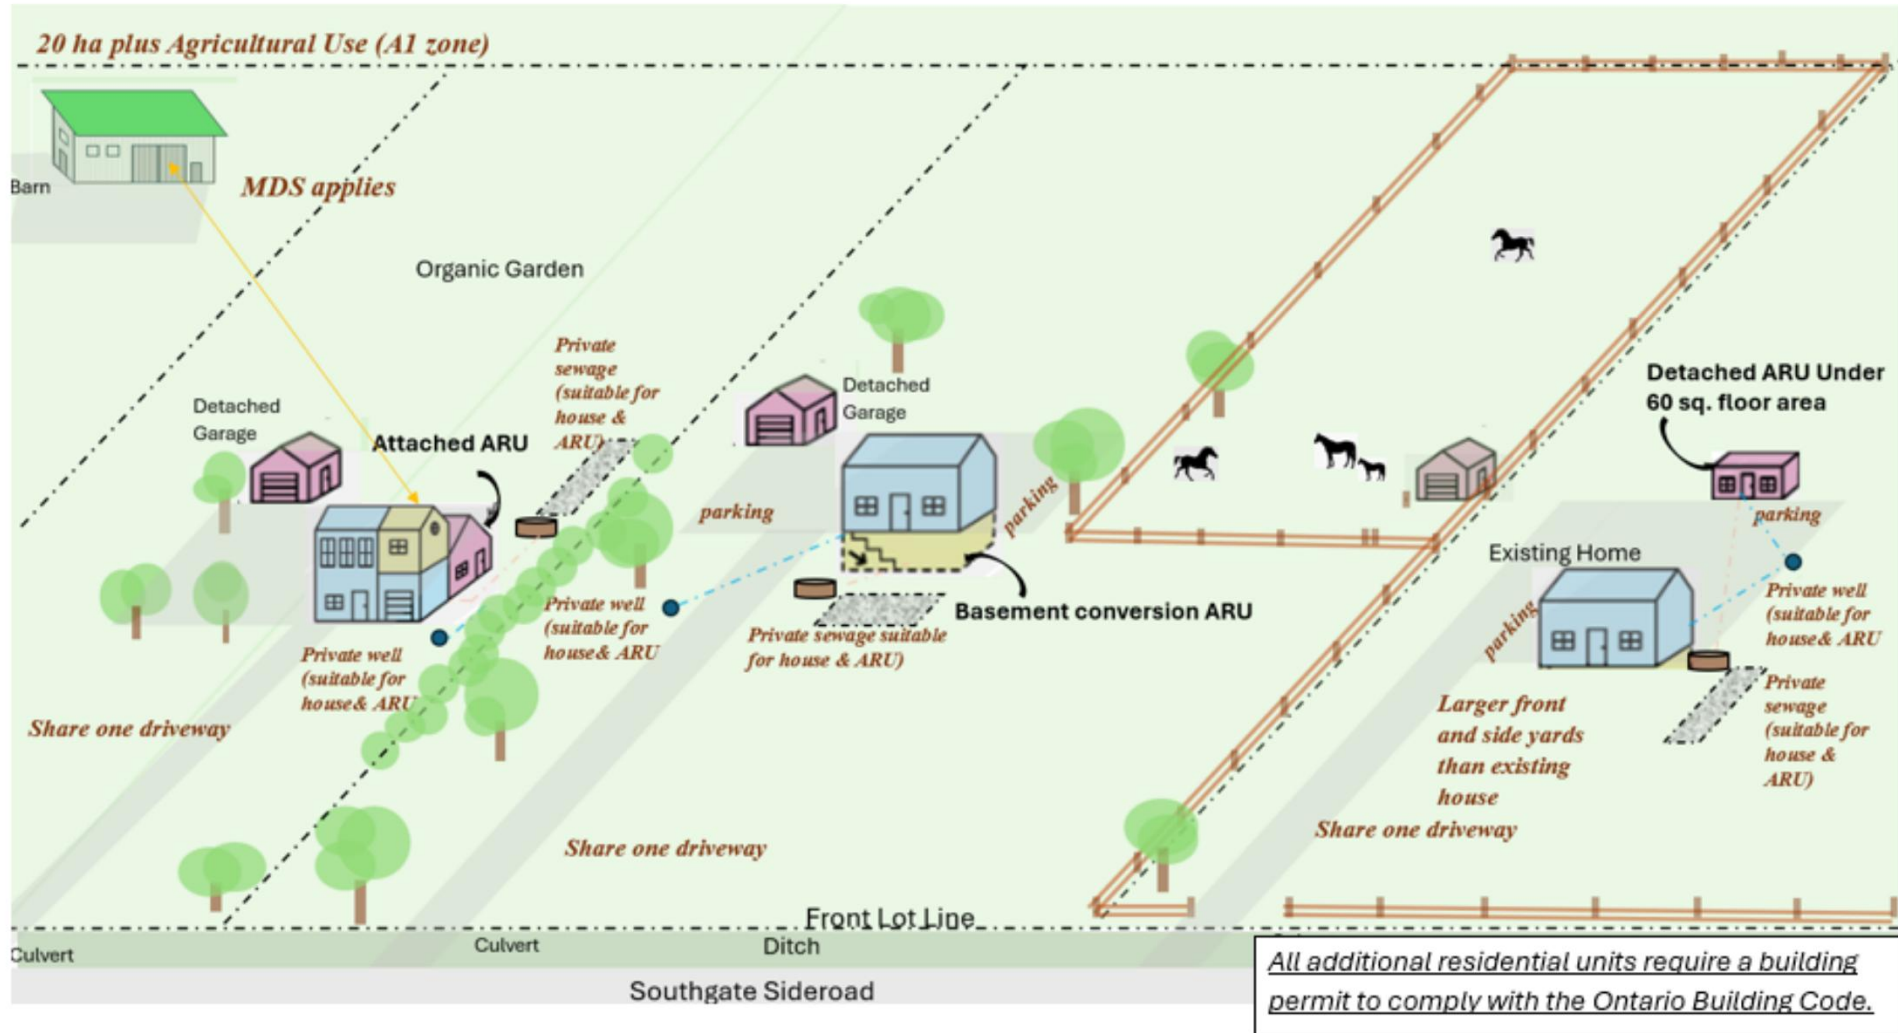 20 ha plus Agricultural Use (A1 zone)
Barn
MDS applies
Organic Garden
Private
sewage
(suitable for
house &
ARU)
Detached
Garage
Attached ARU
Detached
Garage
Detached ARU Under
60 sq. floor area
parking
parking
parking
Existing Home
parking
Private well
(suitable for
house& ARU
Private well
(suitable for
house& ARU
Private sewage suitable
for house & ARU)
Basement conversion ARU
Private well
(suitable for
house& ARU
Private
sewage
(suitable for
house &
ARU)
Larger front
and side yards
than existing
house
Share one driveway
Share one driveway
Share one driveway
Front Lot Line
Culvert
Culvert
Ditch
Southgate Sideroad
All additional residential units require a building
permit to comply with the Ontario Building Code.